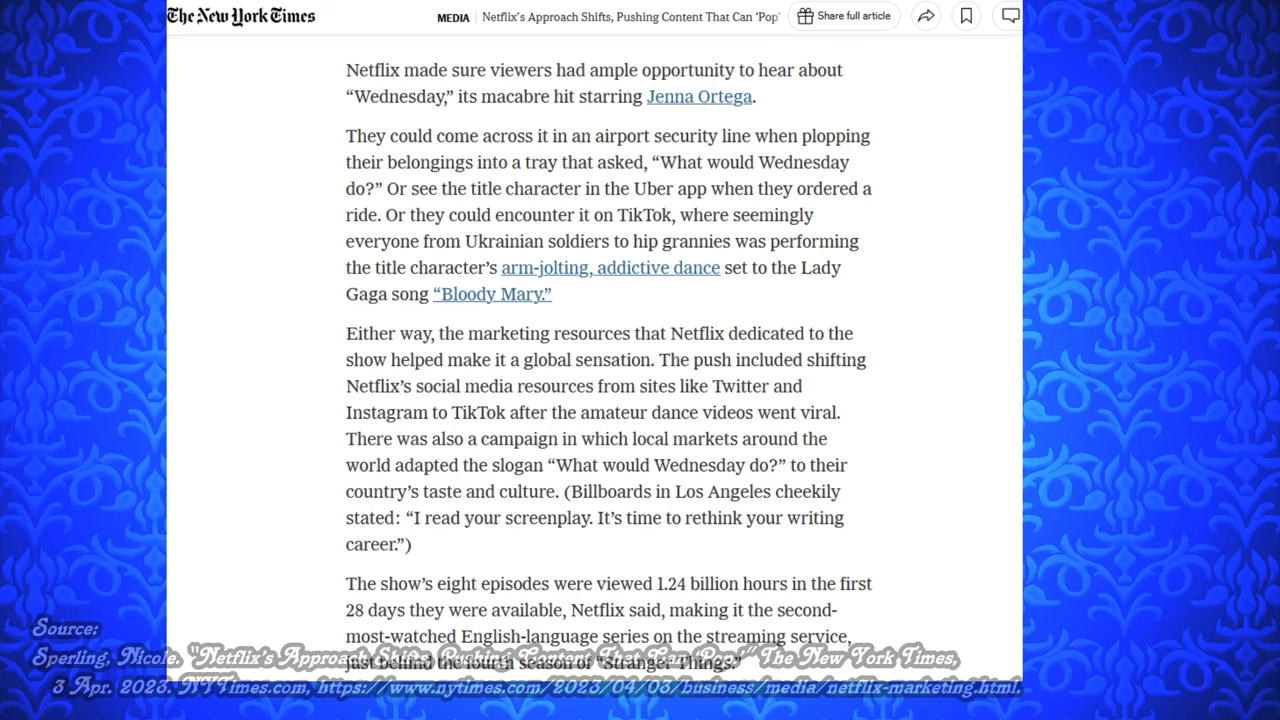 The New York Times
MEDIA | Netflix’s Approach Shifts, Pushing Content That Can ‘Pop’
Share full article
Netflix made sure viewers had ample opportunity to hear about
“Wednesday,” its macabre hit starring Jenna Ortega.
They could come across it in an airport security line when plopping
their belongings into a tray that asked, “What would Wednesday
do?” Or see the title character in the Uber app when they ordered a
ride. Or they could encounter it on TikTok, where seemingly
everyone from Ukrainian soldiers to hip grannies was performing
the title character’s arm-jolting, addictive dance set to the Lady
Gaga song “Bloody Mary.”
Either way, the marketing resources that Netflix dedicated to the
show helped make it a global sensation. The push included shifting
Netflix’s social media resources from sites like Twitter and
Instagram to TikTok after the amateur dance videos went viral.
There was also a campaign in which local markets around the
world adapted the slogan “What would Wednesday do?” to their
country’s taste and culture. (Billboards in Los Angeles cheekily
stated: “I read your screenplay. It’s time to rethink your writing
career.”)
The show’s eight episodes were viewed 1.24 billion hours in the first
28 days they were available, Netflix said, making it the second-
most-watched English-language series on the streaming service,
just behind the fourth season of “Stranger Things.”
Source:
Sperling, Nicole. "Netflix's Approach Shifts, Pushing Content That Can 'Pop'" The New York Times,
3 Apr. 2023. NYTimes.com, https://www.nytimes.com/2023/04/03/business/media/netflix-marketing.html.